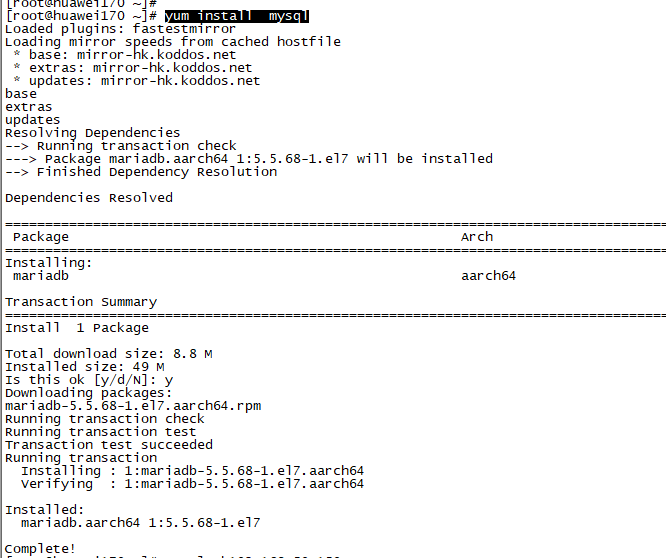 [root@huawei170 ~]#
[root@huawei170 ~]# yum install  mysql
Loaded plugins: fastestmirror
Loading mirror speeds from cached hostfile
 * base: mirror-hk.koddos.net
 * extras: mirror-hk.koddos.net
 * updates: mirror-hk.koddos.net
base
extras
updates
Resolving Dependencies
--> Running transaction check
---> Package mariadb.aarch64 1:5.5.68-1.el7 will be installed
--> Finished Dependency Resolution

Dependencies Resolved

===================================================================================
 Package                                                 Arch
===================================================================================
Installing:
 mariadb                                                 aarch64

Transaction Summary
===================================================================================
Install  1 Package

Total download size: 8.8 M
Installed size: 49 M
Is this ok [y/d/N]: y
Downloading packages:
mariadb-5.5.68-1.el7.aarch64.rpm
Running transaction check
Running transaction test
Transaction test succeeded
Running transaction
  Installing : 1:mariadb-5.5.68-1.el7.aarch64
  Verifying  : 1:mariadb-5.5.68-1.el7.aarch64

Installed:
  mariadb.aarch64 1:5.5.68-1.el7

Complete!